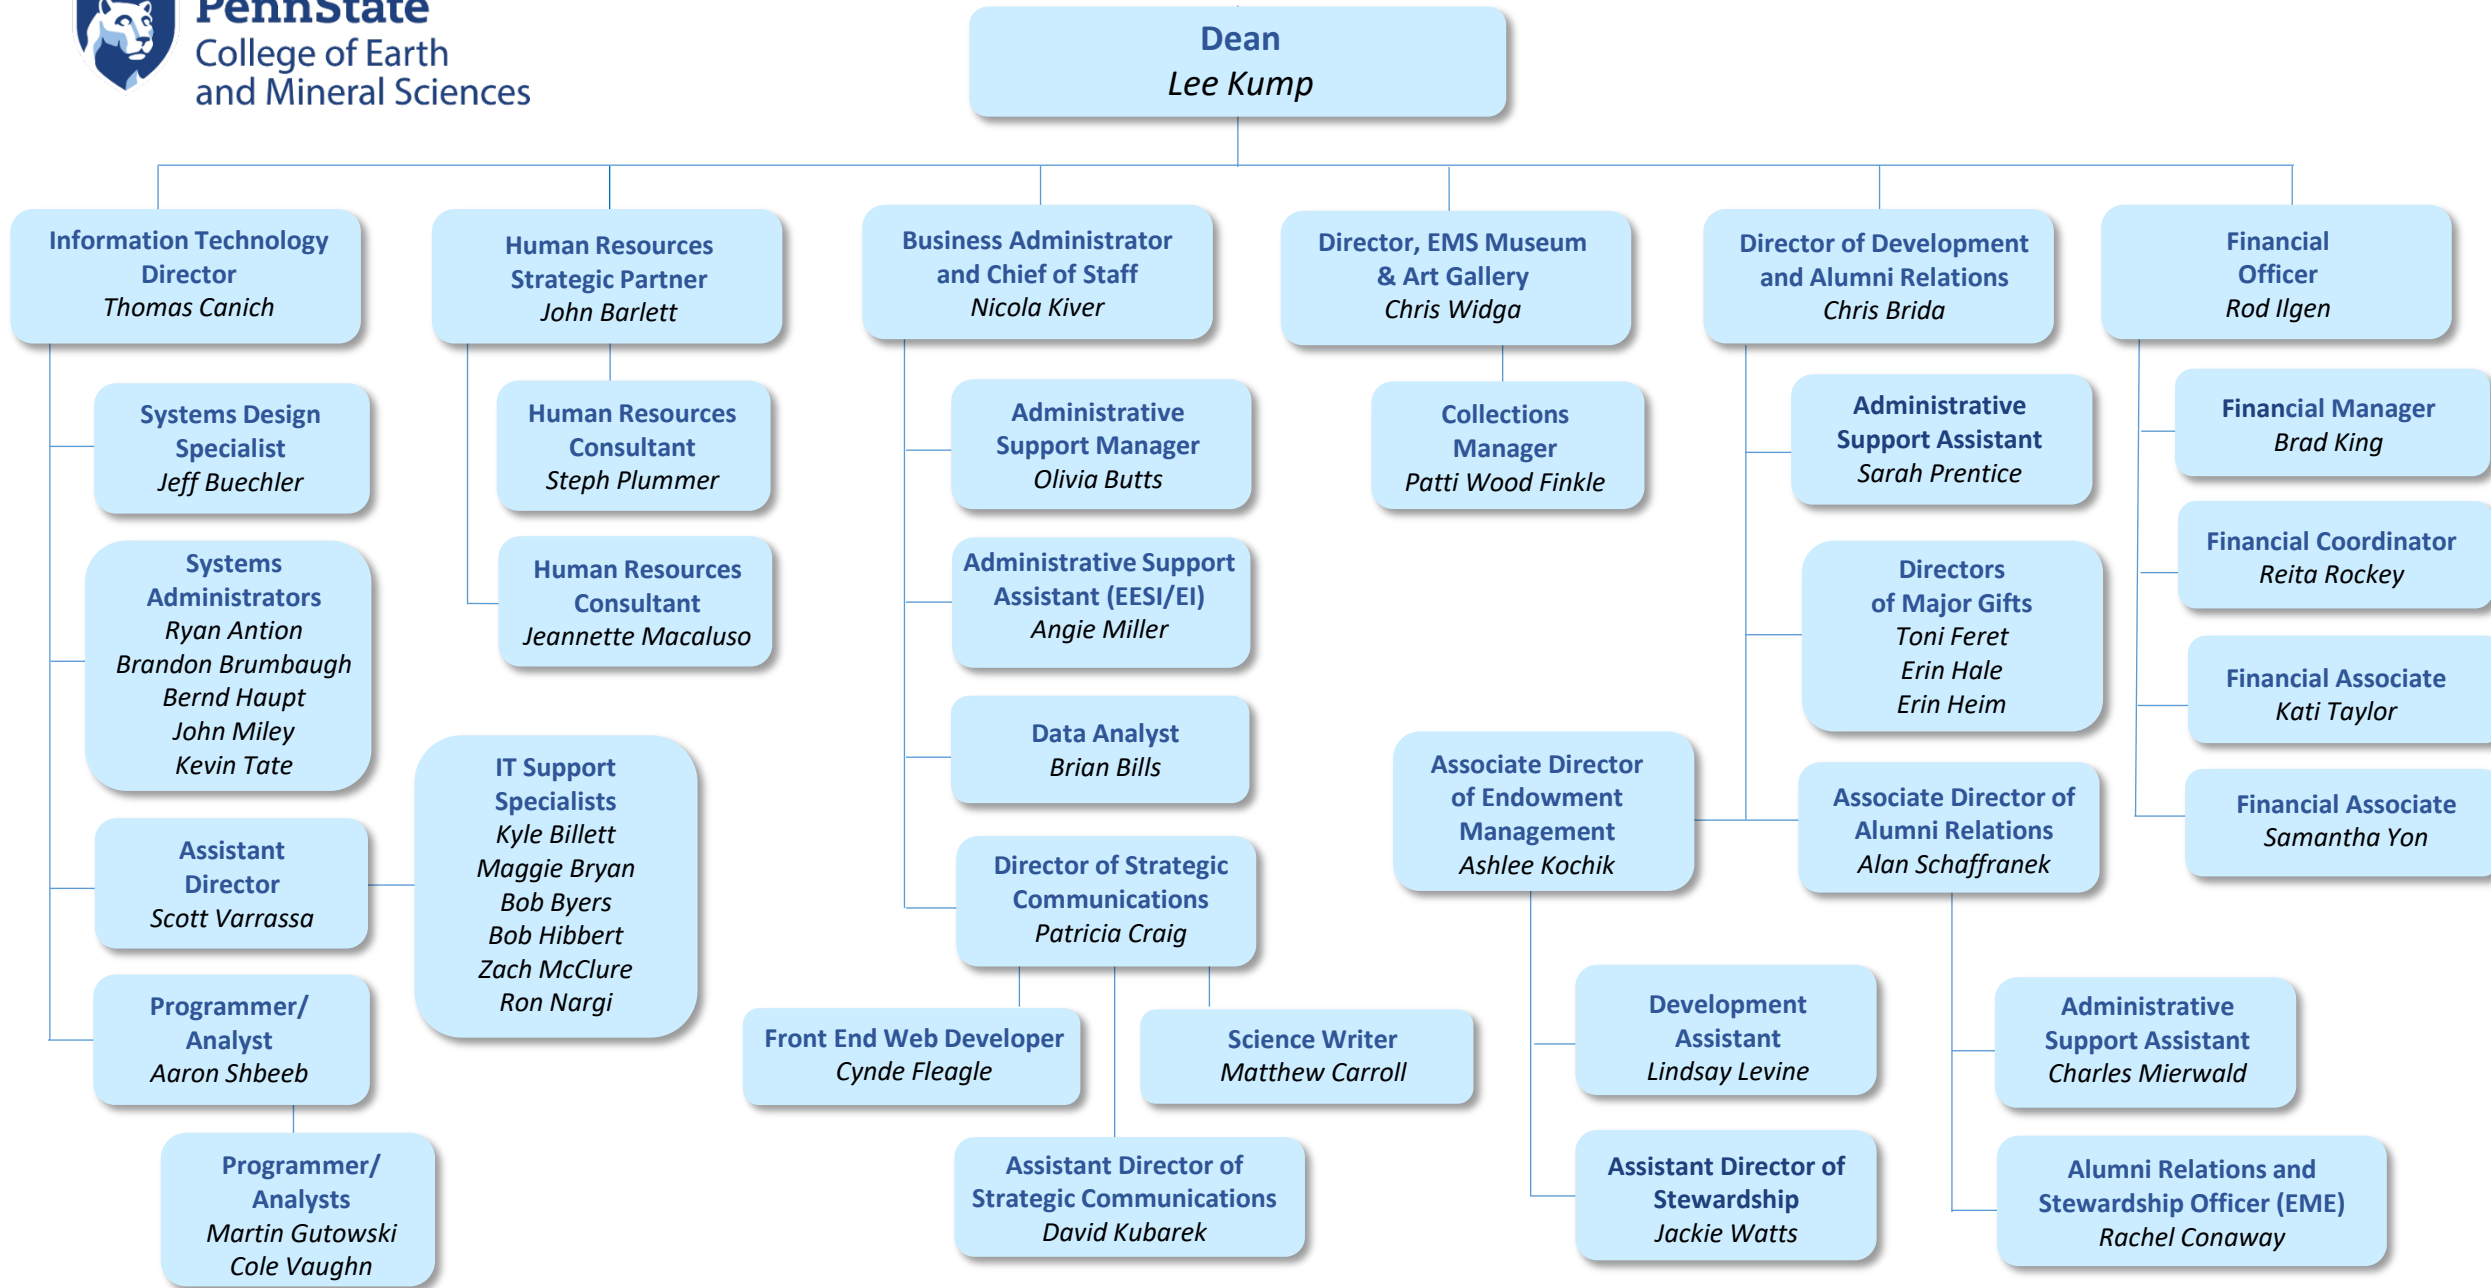 PennState
College of Earth
and Mineral Sciences
Dean
Lee Kump
Information Technology
Director
Thomas Canich
Human Resources
Strategic Partner
John Barlett
Business Administrator
and Chief of Staff
Nicola Kiver
Director, EMS Museum
& Art Gallery
Chris Widga
Director of Development
and Alumni Relations
Chris Brida
Financial
Officer
Rod Ilgen
Systems Design
Specialist
Jeff Buechler
Systems
Administrators
Ryan Antion
Brandon Brumbaugh
Bernd Haupt
John Miley
Kevin Tate
Assistant
Director
Scott Varrassa
IT Support
Specialists
Kyle Billett
Maggie Bryan
Bob Byers
Bob Hibbert
Zach McClure
Ron Nargi
Programmer/
Analyst
Aaron Shbeeb
Programmer/
Analysts
Martin Gutowski
Cole Vaughn
Human Resources
Consultant
Steph Plummer
Human Resources
Consultant
Jeannette Macaluso
Administrative
Support Manager
Olivia Butts
Administrative Support
Assistant (EESI/EI)
Angie Miller
Data Analyst
Brian Bills
Director of Strategic
Communications
Patricia Craig
Front End Web Developer
Cynde Fleagle
Science Writer
Matthew Carroll
Assistant Director of
Strategic Communications
David Kubarek
Collections
Manager
Patti Wood Finkle
Administrative
Support Assistant
Sarah Prentice
Directors
of Major Gifts
Toni Feret
Erin Hale
Erin Heim
Associate Director
of Endowment
Management
Ashlee Kochik
Associate Director of
Alumni Relations
Alan Schaffranek
Development
Assistant
Lindsay Levine
Assistant Director of
Stewardship
Jackie Watts
Administrative
Support Assistant
Charles Mierwald
Alumni Relations and
Stewardship Officer (EME)
Rachel Conaway
Financial Manager
Brad King
Financial Coordinator
Reita Rockey
Financial Associate
Kati Taylor
Financial Associate
Samantha Yon